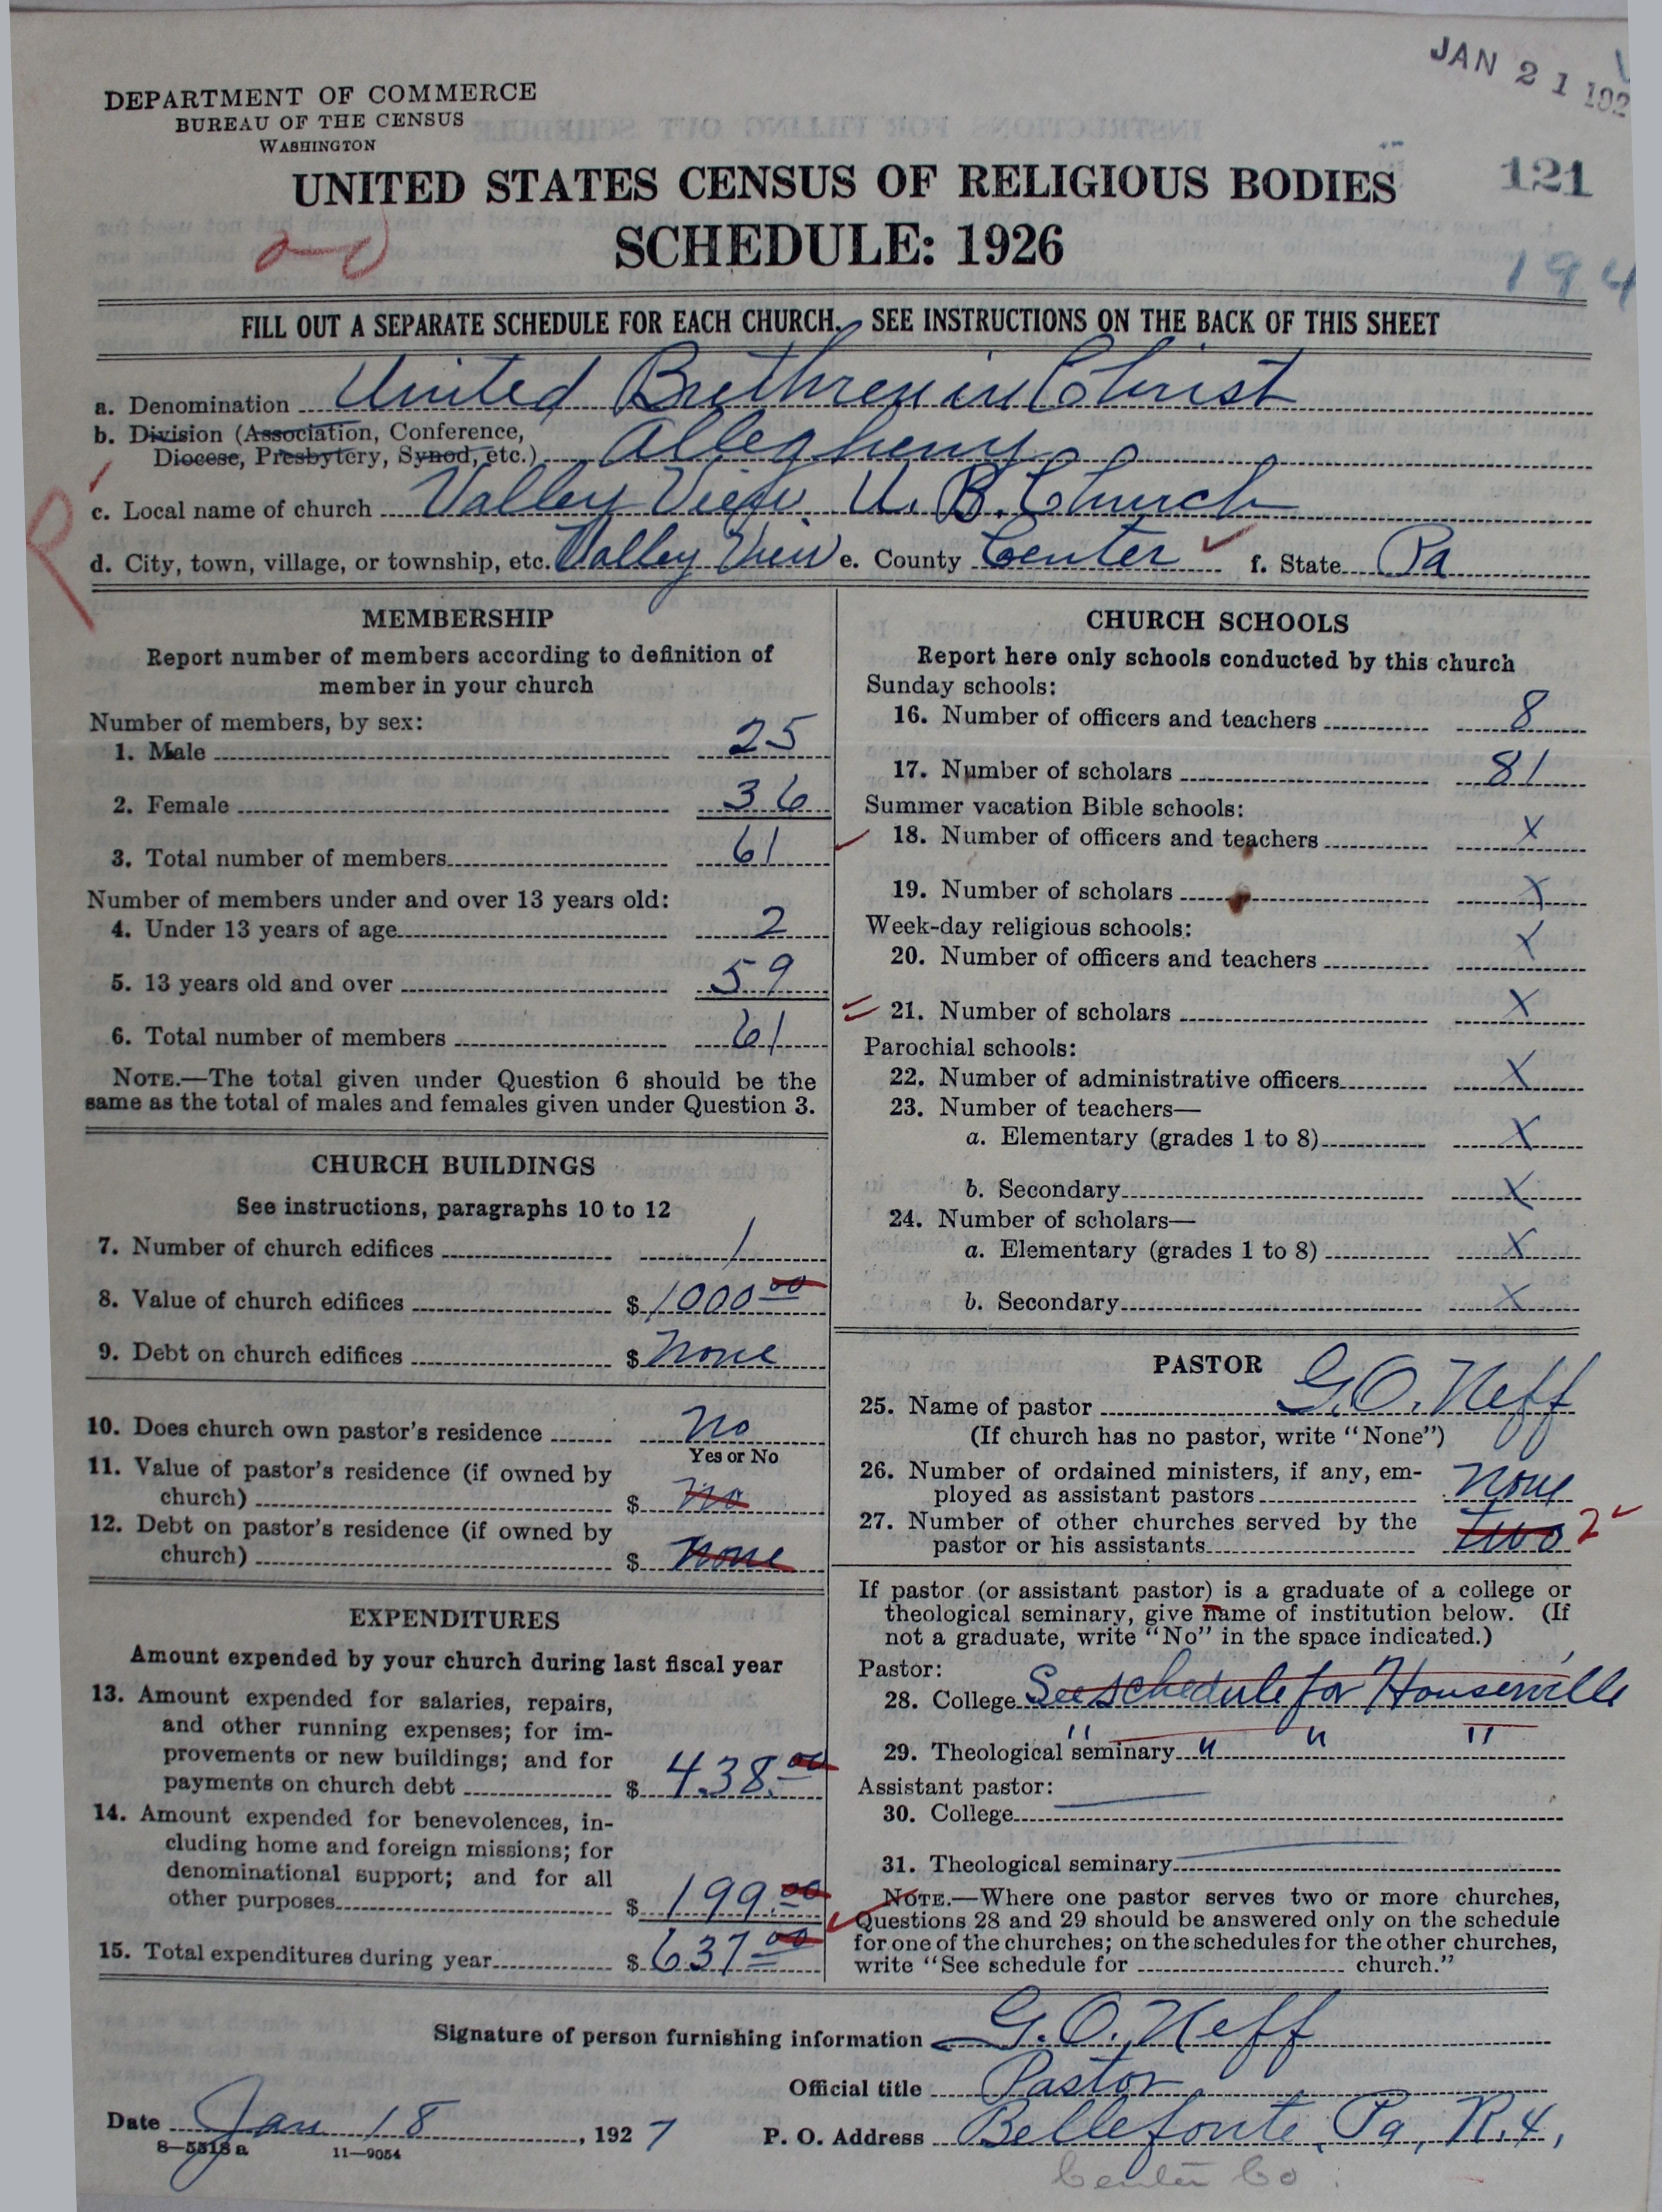 JAN 21 192
DEPARTMENT OF COMMERCE
BUREAU OF THE CENSUS
WASHINGTON
121
UNITED STATES CENSUS OF RELIGIOUS BODIES
SCHEDULE: 1926
194
FILL OUT A SEPARATE SCHEDULE FOR EACH CHURCH. SEE INSTRUCTIONS ON THE BACK OF THIS SHEET
a. Denomination United Brethren in Christ
b. Division (Association, Conference,
Diocese, Presbytery, Synod, etc.) Allegheny
c. Local name of church Valley View U. B. Church
d. City, town, village, or township, etc. Valley View e. County Center f. State Pa
MEMBERSHIP
Report number of members according to definition of
member in your church
Number of members, by sex:
1. Male 25
2. Female 36
3. Total number of members 61
Number of members under and over 13 years old:
4. Under 13 years of age 2
5. 13 years old and over 59
6. Total number of members 61
NOTE.—The total given under Question 6 should be the
same as the total of males and females given under Question 3.
CHURCH BUILDINGS
See instructions, paragraphs 10 to 12
7. Number of church edifices 1
8. Value of church edifices $ 1000 00
9. Debt on church edifices $ None
10. Does church own pastor's residence No
Yes or No
11. Value of pastor's residence (if owned by
church) $ No
12. Debt on pastor's residence (if owned by
church) $ None
EXPENDITURES
Amount expended by your church during last fiscal year
13. Amount expended for salaries, repairs,
and other running expenses; for im-
provements or new buildings; and for
payments on church debt $ 438.00
14. Amount expended for benevolences, in-
cluding home and foreign missions; for
denominational support; and for all
other purposes $ 199.00
15. Total expenditures during year $ 637 00
CHURCH SCHOOLS
Report here only schools conducted by this church
Sunday schools:
16. Number of officers and teachers 8
17. Number of scholars 81
Summer vacation Bible schools:
18. Number of officers and teachers X
19. Number of scholars X
Week-day religious schools:
20. Number of officers and teachers X
21. Number of scholars X
Parochial schools:
22. Number of administrative officers X
23. Number of teachers—
a. Elementary (grades 1 to 8) X
b. Secondary X
24. Number of scholars—
a. Elementary (grades 1 to 8) X
b. Secondary X
PASTOR
25. Name of pastor G. O. Neff
(If church has no pastor, write "None")
26. Number of ordained ministers, if any, em-
ployed as assistant pastors None
27. Number of other churches served by the
pastor or his assistants Two 2
If pastor (or assistant pastor) is a graduate of a college or
theological seminary, give name of institution below. (If
not a graduate, write "No" in the space indicated.)
Pastor:
28. College See schedule for Houserville
29. Theological seminary " " " "
Assistant pastor:
30. College
31. Theological seminary
NOTE.—Where one pastor serves two or more churches,
Questions 28 and 29 should be answered only on the schedule
for one of the churches; on the schedules for the other churches,
write "See schedule for church."
Signature of person furnishing information G. O. Neff
Official title Pastor
Date Jan 18, 1927
P. O. Address Bellefonte, Pa, R. 4,
8—5518a 11—9054
Center Co.